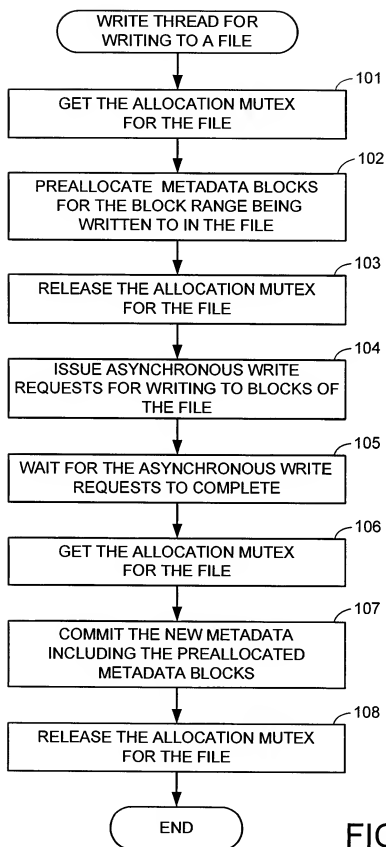 WRITE THREAD FOR
WRITING TO A FILE
101
GET THE ALLOCATION MUTEX
FOR THE FILE
102
PREALLOCATE METADATA BLOCKS
FOR THE BLOCK RANGE BEING
WRITTEN TO IN THE FILE
103
RELEASE THE ALLOCATION MUTEX
FOR THE FILE
104
ISSUE ASYNCHRONOUS WRITE
REQUESTS FOR WRITING TO BLOCKS OF
THE FILE
105
WAIT FOR THE ASYNCHRONOUS WRITE
REQUESTS TO COMPLETE
106
GET THE ALLOCATION MUTEX
FOR THE FILE
107
COMMIT THE NEW METADATA
INCLUDING THE PREALLOCATED
METADATA BLOCKS
108
RELEASE THE ALLOCATION MUTEX
FOR THE FILE
END